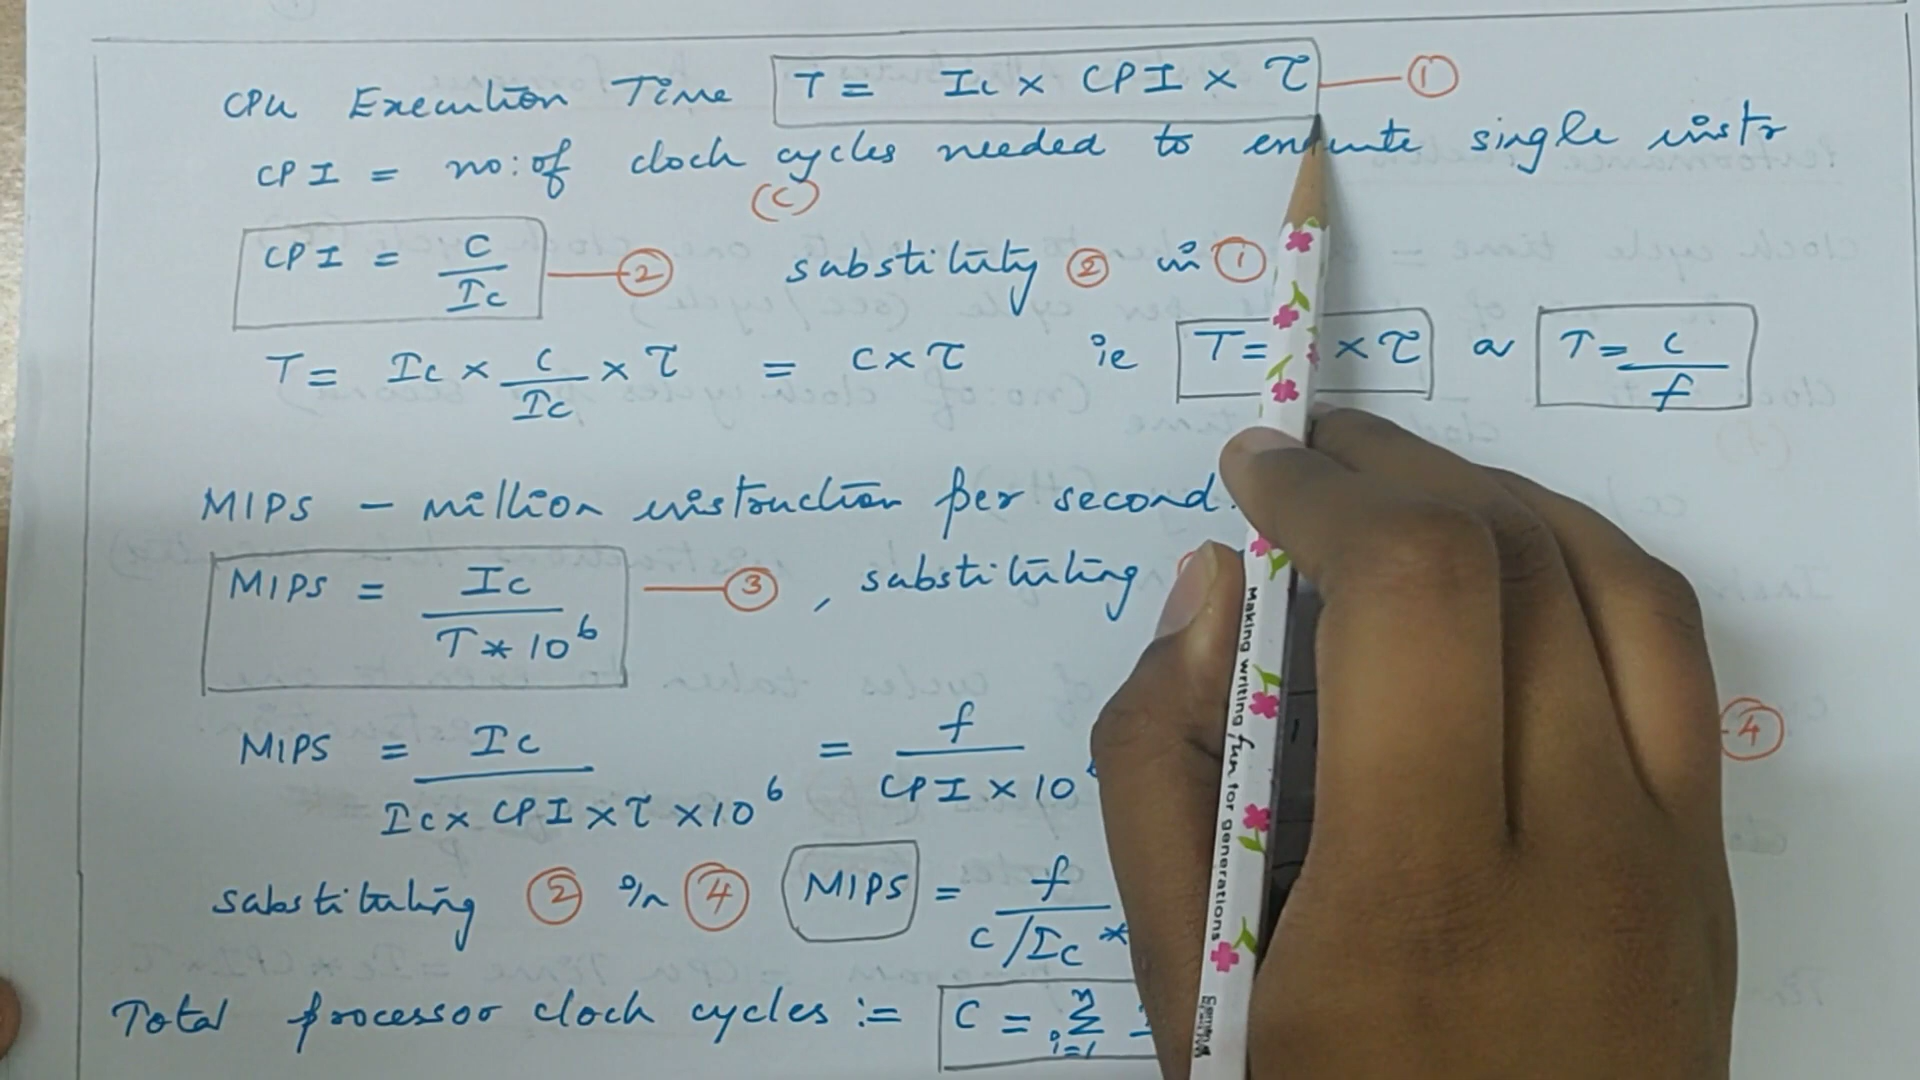 CPU Execution Time T = Ic × CPI × τ ①
CPI = no: of clock cycles needed to execute single instr
(C)
CPI = C / Ic ② substituty ② in ①
T = Ic × C / Ic × τ = C × τ ie T = × τ or T = C / f
MIPS – million instruction per second.
MIPS = Ic / T * 10^6 ③ , substituting
MIPS = Ic / Ic × CPI × τ × 10^6 = f / CPI × 10 ④
substituting ② in ④ MIPS = f / C/Ic *
Total processor clock cycles := C = n Σ i=1
Making writing fun for generations